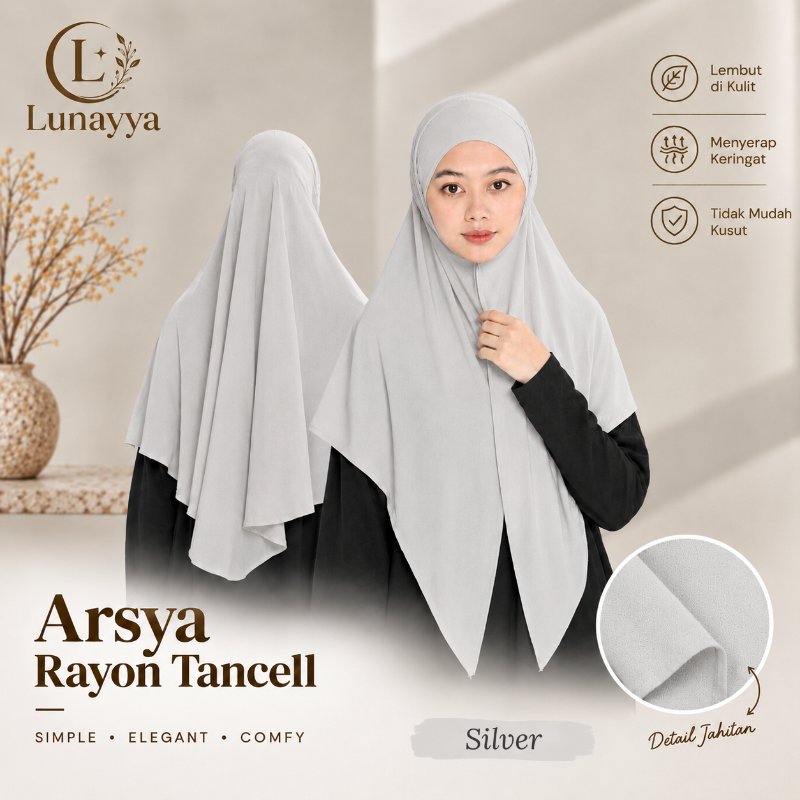 L
Lunayya
Lembut
di Kulit
Menyerap
Keringat
Tidak Mudah
Kusut
Arsya
Rayon Tancell
SIMPLE • ELEGANT • COMFY
Silver
Detail Jahitan